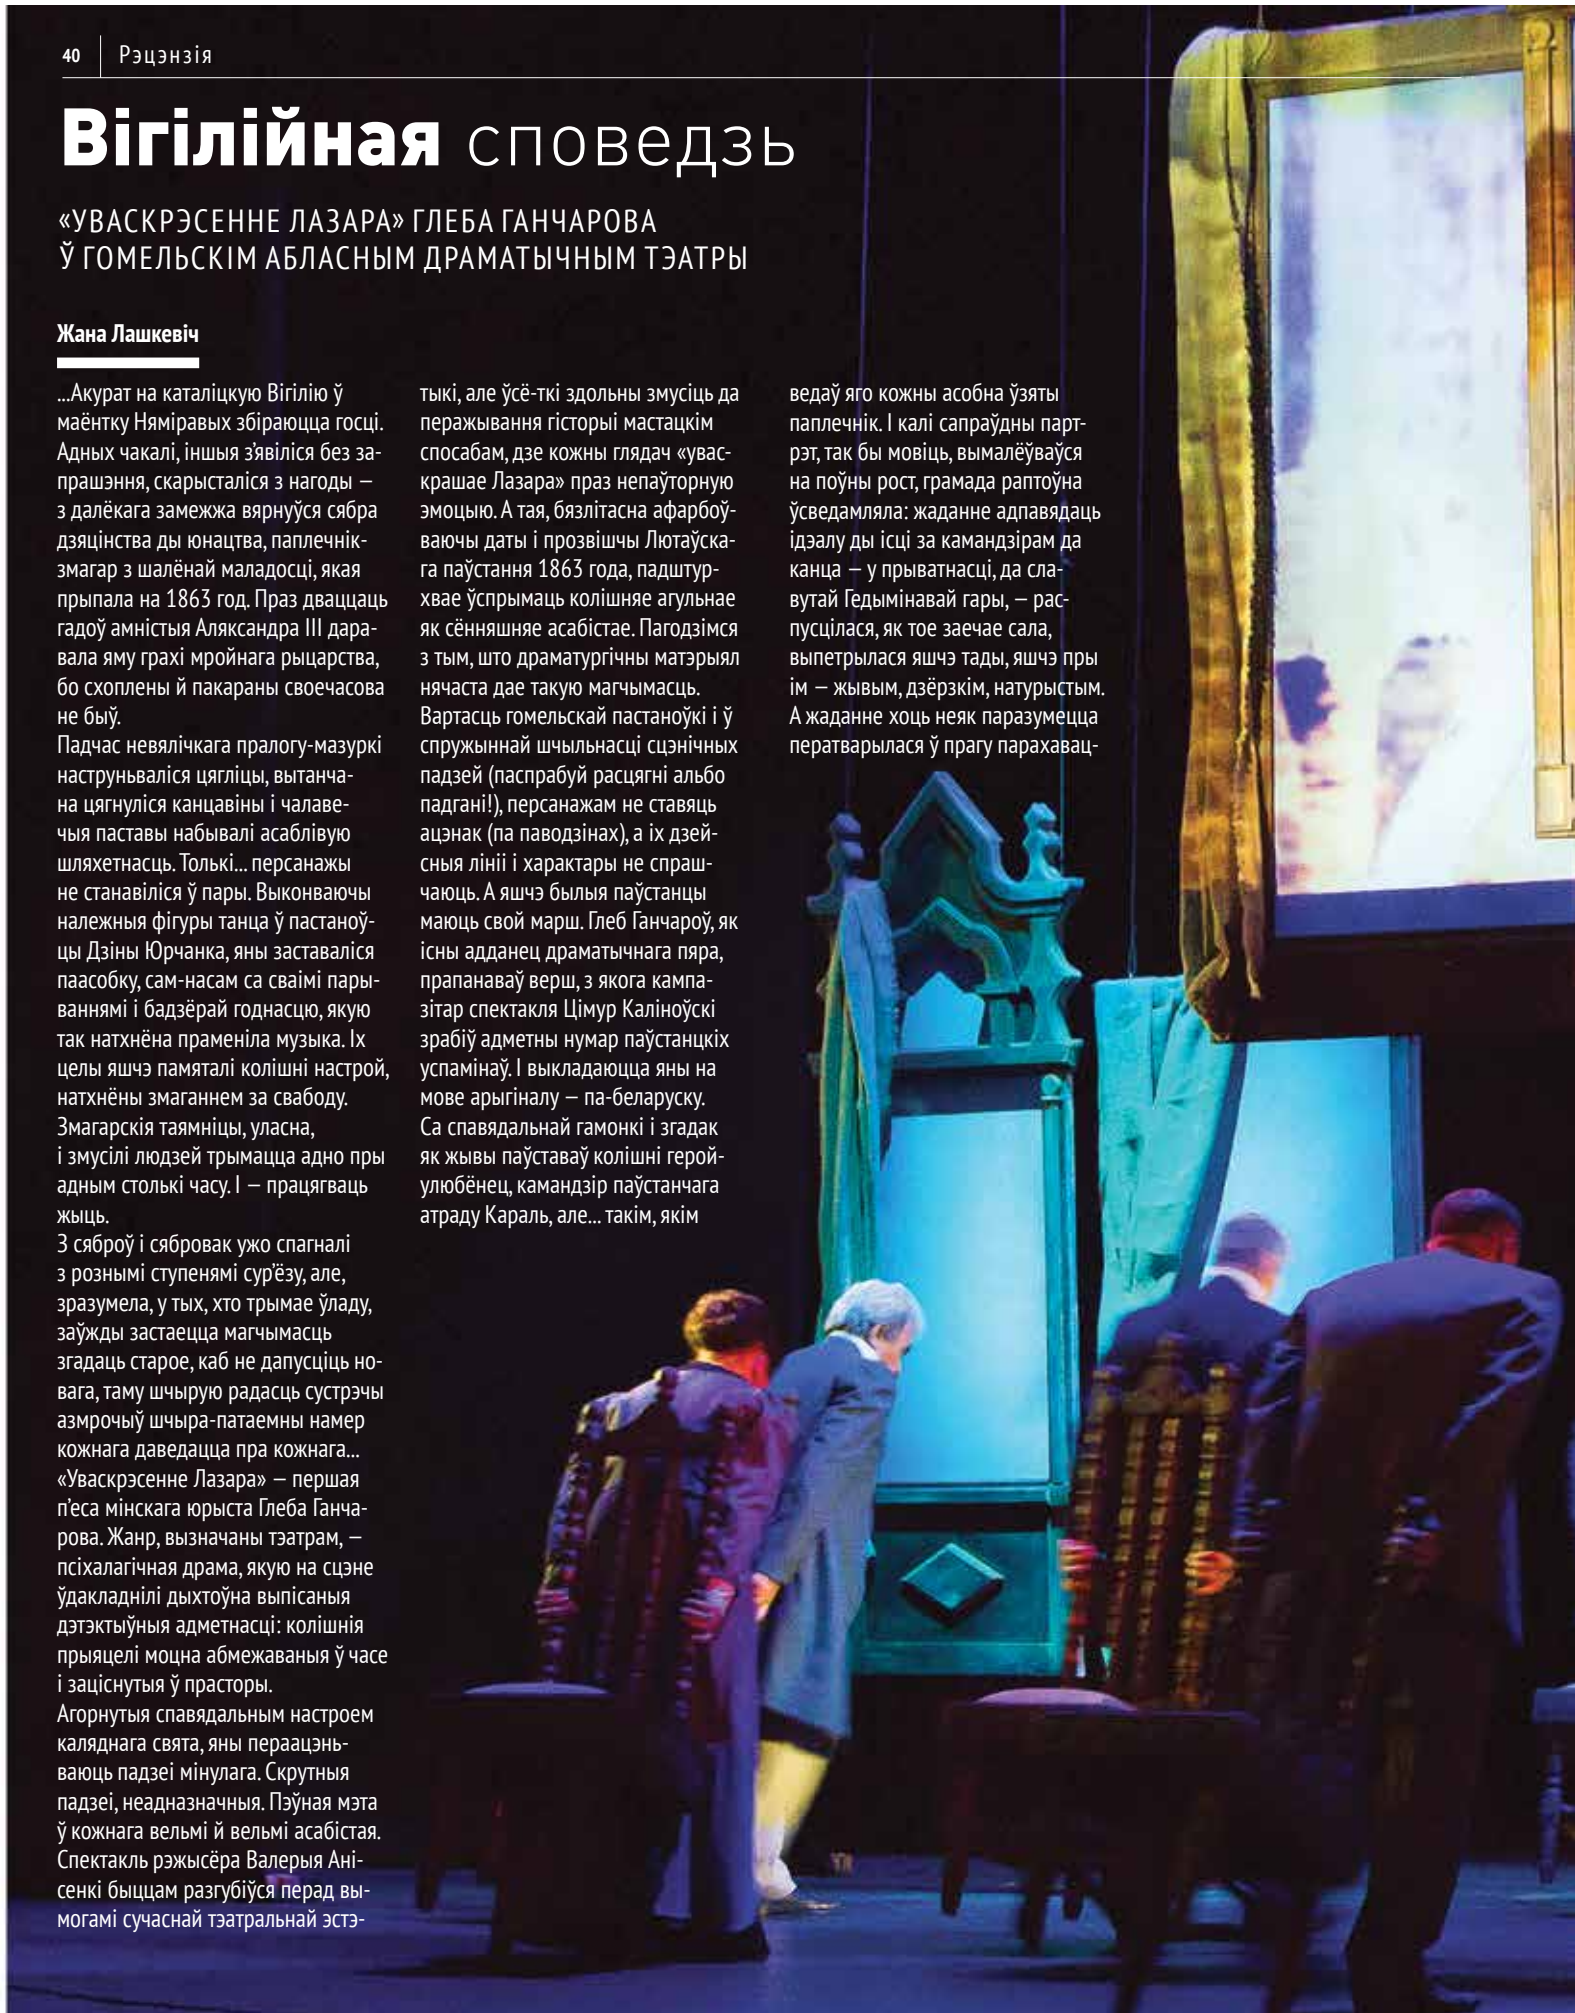 40 Рэцэнзія
Вігілійная споведзь
«УВАСКРЭСЕННЕ ЛАЗАРА» ГЛЕБА ГАНЧАРОВА
Ў ГОМЕЛЬСКІМ АБЛАСНЫМ ДРАМАТЫЧНЫМ ТЭАТРЫ
Жана Лашкевіч
...Акурат на каталіцкую Вігілію ў
маёнтку Няміравых збіраюцца госці.
Адных чакалі, іншыя з’явіліся без за-
прашэння, скарысталіся з нагоды —
з далёкага замежжа вярнуўся сябра
дзяцінства ды юнацтва, паплечнік-
змагар з шалёнай маладосці, якая
прыпала на 1863 год. Праз дваццаць
гадоў амністыя Аляксандра III дара-
вала яму грахі мройнага рыцарства,
бо схоплены й пакараны своечасова
не быў.
Падчас невялічкага пралогу-мазуркі
наструньваліся цягліцы, вытанча-
на цягнуліся канцавіны і чалаве-
чыя паставы набывалі асаблівую
шляхетнасць. Толькі... персанажы
не станавіліся ў пары. Выконваючы
належныя фігуры танца ў пастаноў-
цы Дзіны Юрчанка, яны заставаліся
паасобку, сам-насам са сваімі пары-
ваннямі і бадзёрай годнасцю, якую
так натхнёна праменіла музыка. Іх
целы яшчэ памяталі колішні настрой,
натхнёны змаганнем за свабоду.
Змагарскія таямніцы, уласна,
і змусілі людзей трымацца адно пры
адным столькі часу. І — працягваць
жыць.
З сяброў і сябровак ужо спагналі
з рознымі ступенямі сур’ёзу, але,
зразумела, у тых, хто трымае ўладу,
заўжды застаецца магчымасць
згадаць старое, каб не дапусціць но-
вага, таму шчырую радасць сустрэчы
азмрочыў шчыра-патаемны намер
кожнага даведацца пра кожнага...
«Уваскрэсенне Лазара» — першая
п’еса мінскага юрыста Глеба Ганча-
рова. Жанр, вызначаны тэатрам, —
псіхалагічная драма, якую на сцэне
ўдакладнілі дыхтоўна выпісаныя
дэтэктыўныя адметнасці: колішнія
прыяцелі моцна абмежаваныя ў часе
і заціснутыя ў прасторы.
Агорнутыя спавядальным настроем
каляднага свята, яны пераацэнь-
ваюць падзеі мінулага. Скрутныя
падзеі, неадназначныя. Пэўная мэта
ў кожнага вельмі й вельмі асабістая.
Спектакль рэжысёра Валерыя Ані-
сенкі быццам разгубіўся перад вы-
могамі сучаснай тэатральнай эстэ-
тыкі, але ўсё-ткі здольны змусіць да
перажывання гісторыі мастацкім
спосабам, дзе кожны глядач «увас-
крашае Лазара» праз непаўторную
эмоцыю. А тая, бязлітасна афарбоў-
ваючы даты і прозвішчы Лютаўска-
га паўстання 1863 года, падштур-
хвае ўспрымаць колішняе агульнае
як сённяшняе асабістае. Пагодзімся
з тым, што драматургічны матэрыял
нячаста дае такую магчымасць.
Вартасць гомельскай пастаноўкі і ў
спружыннай шчыльнасці сцэнічных
падзей (паспрабуй расцягні альбо
падгані!), персанажам не ставяць
ацэнак (па паводзінах), а іх дзей-
сныя лініі і характары не спраш-
чаюць. А яшчэ былыя паўстанцы
маюць свой марш. Глеб Ганчароў, як
існы адданец драматычнага пяра,
прапанаваў верш, з якога кампа-
зітар спектакля Цімур Каліноўскі
зрабіў адметны нумар паўстанцкіх
успамінаў. І выкладаюцца яны на
мове арыгіналу — па-беларуску.
Са спавядальнай гамонкі і згадак
як жывы паўставаў колішні герой-
улюбёнец, камандзір паўстанчага
атраду Караль, але... такім, якім
ведаў яго кожны асобна ўзяты
паплечнік. І калі сапраўдны парт-
рэт, так бы мовіць, вымалёўваўся
на поўны рост, грамада раптоўна
ўсведамляла: жаданне адпавядаць
ідэалу ды ісці за камандзірам да
канца — у прыватнасці, да сла-
вутай Гедымінавай гары, — рас-
пусцілася, як тое заечае сала,
выпетрылася яшчэ тады, яшчэ пры
ім — жывым, дзёрзкім, натурыстым.
А жаданне хоць неяк паразумецца
ператварылася ў прагу парахавац-